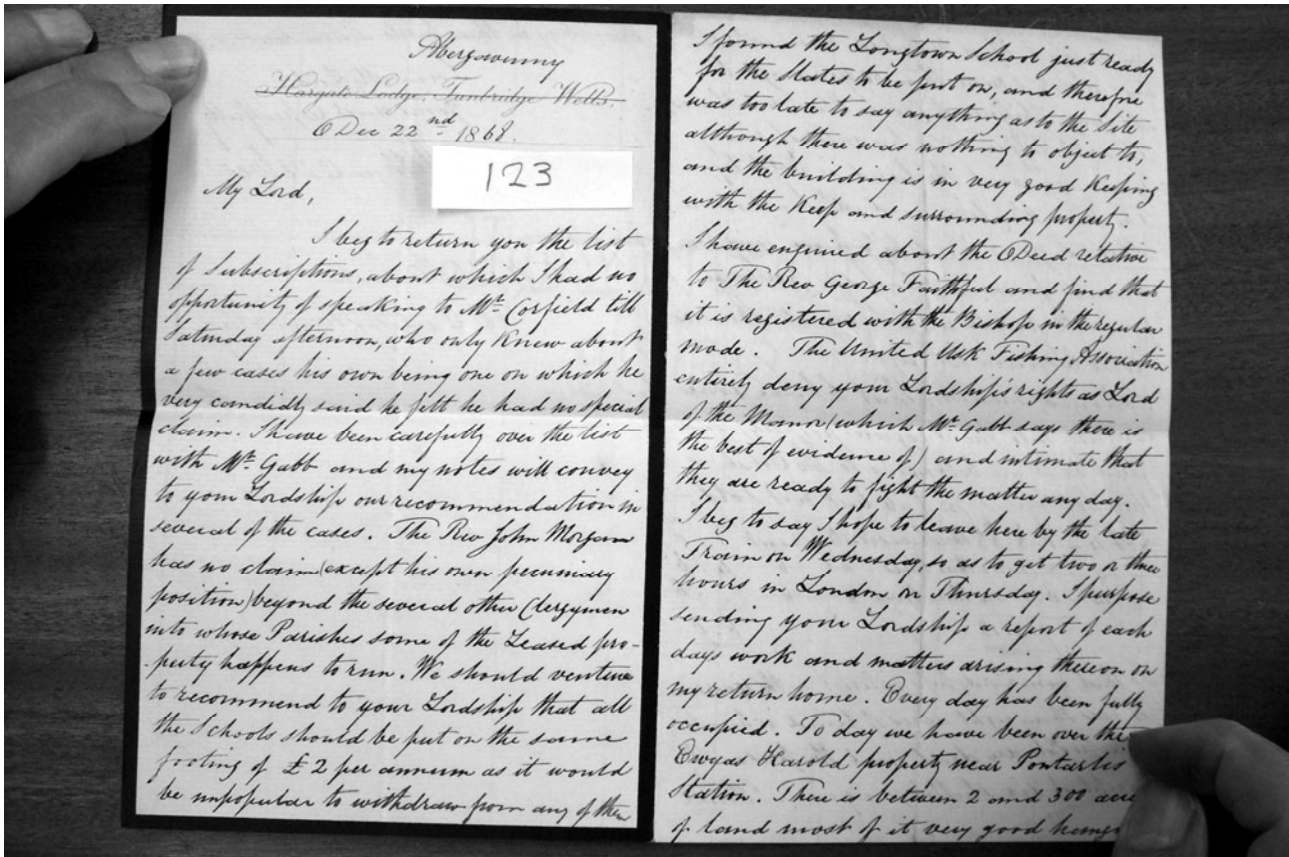 Abergavenny
Hargate Lodge, Tunbridge Wells.
Dec 22nd 1868.
123
My Lord,
I beg to return you the list
of Subscriptions, about which I had no
opportunity of speaking to Mr. Corfield till
Saturday afternoon, who only knew about
a few cases his own being one on which he
very candidly said he felt he had no special
claim. I have been carefully over the list
with Mr. Gabb and my notes will convey
to your Lordship our recommendation in
several of the cases. The Rev John Morgan
has no claim (except his own pecuniary
position) beyond the several other Clergymen
into whose Parishes some of the Leased pro-
-perty happens to run. We should venture
to recommend to your Lordship that all
the Schools should be put on the same
footing of £2 per annum as it would
be unpopular to withdraw from any of them
I found the Longtown School just ready
for the Slates to be put on, and therefore
was too late to say anything as to the Site
although there was nothing to object to,
and the building is in very good Keeping
with the Keep and surrounding property.
I have enquired about the Deed relative
to The Rev George Faithful and find that
it is registered with the Bishop in the regular
mode. The United Usk Fishing Association
entirely deny your Lordship's rights as Lord
of the Manor (which Mr. Gabb says there is
the best of evidence of) and intimate that
they are ready to fight the matter any day.
I beg to say I hope to leave here by the late
Train on Wednesday, so as to get two or three
hours in London on Thursday. I purpose
sending your Lordship a report of each
days work and matters arising thereon on
my return home. Every day has been fully
occupied. To day we have been over the
Ewyas Harold property near Pontrilas
Station. There is between 2 and 300 acre
of land most of it very good